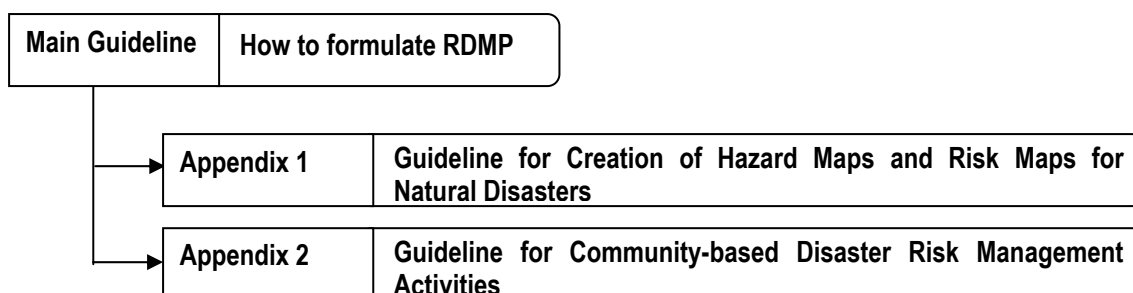 Main Guideline How to formulate RDMP
Appendix 1 Guideline for Creation of Hazard Maps and Risk Maps for
Natural Disasters
Appendix 2 Guideline for Community-based Disaster Risk Management
Activities